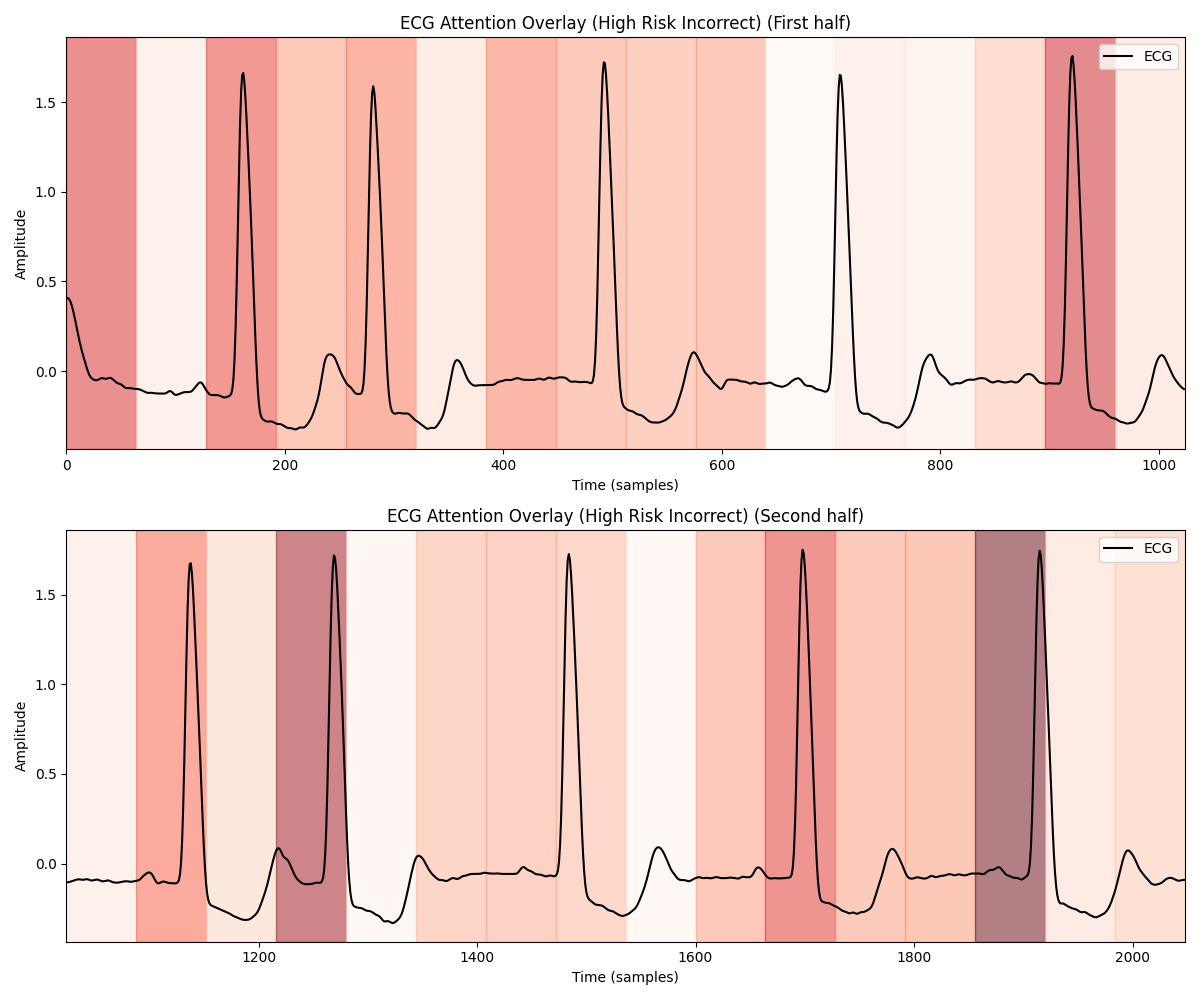 ECG Attention Overlay (High Risk Incorrect) (First half)
ECG
Amplitude
1.5
1.0
0.5
0.0
0 200 400 600 800 1000
Time (samples)
ECG Attention Overlay (High Risk Incorrect) (Second half)
ECG
Amplitude
1.5
1.0
0.5
0.0
1200 1400 1600 1800 2000
Time (samples)